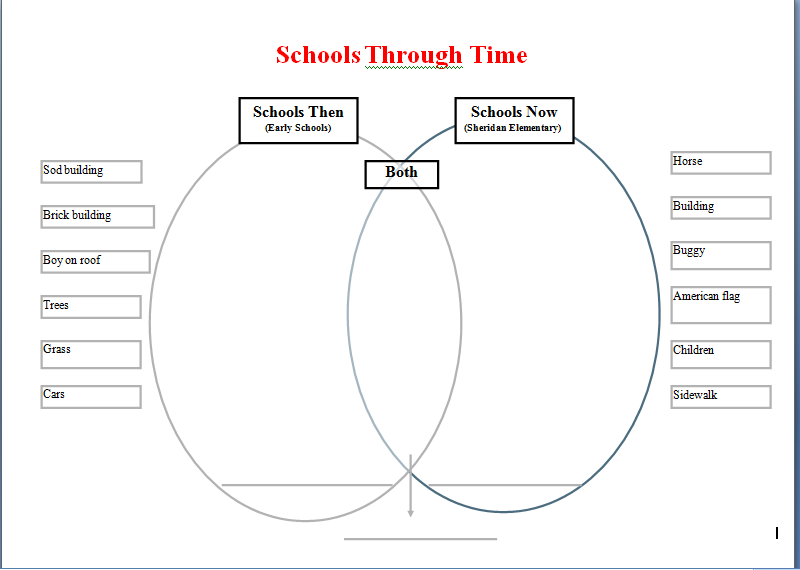 Schools Through Time
Schools Then
(Early Schools)
Schools Now
(Sheridan Elementary)
Both
Sod building
Brick building
Boy on roof
Trees
Grass
Cars
Horse
Building
Buggy
American flag
Children
Sidewalk